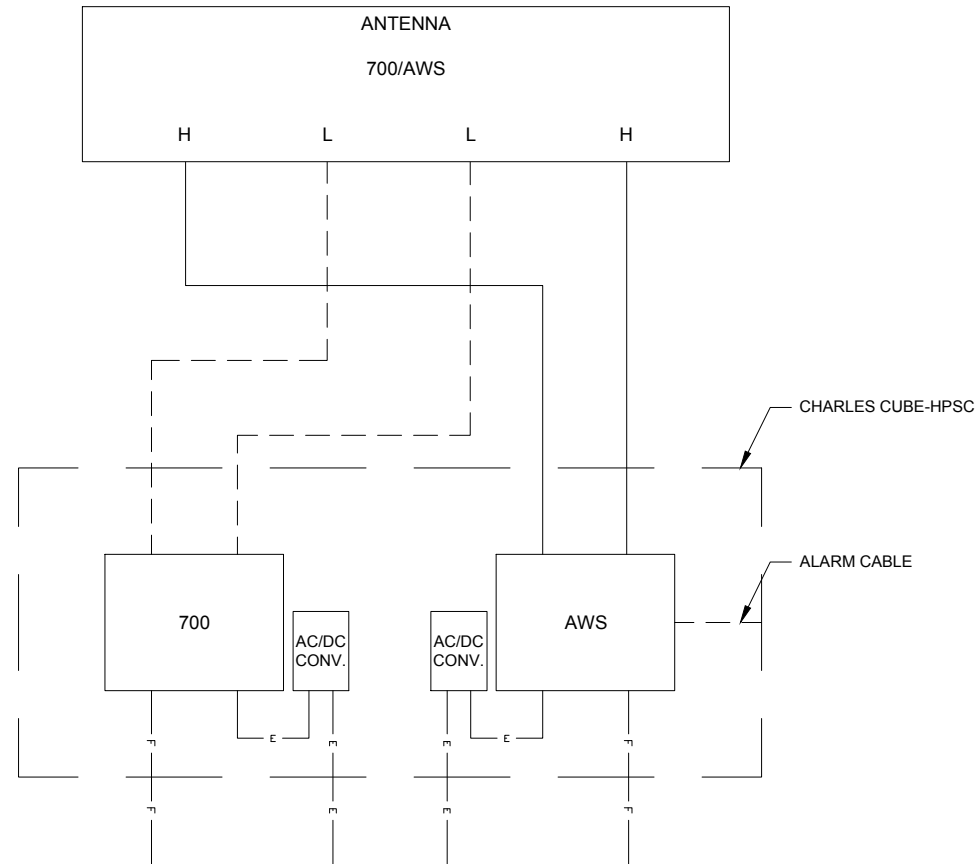 ANTENNA
700/AWS
H L L H
CHARLES CUBE-HPSC
ALARM CABLE
700
AC/DC
CONV.
AC/DC
CONV.
AWS
E E
F E E F
F E E F